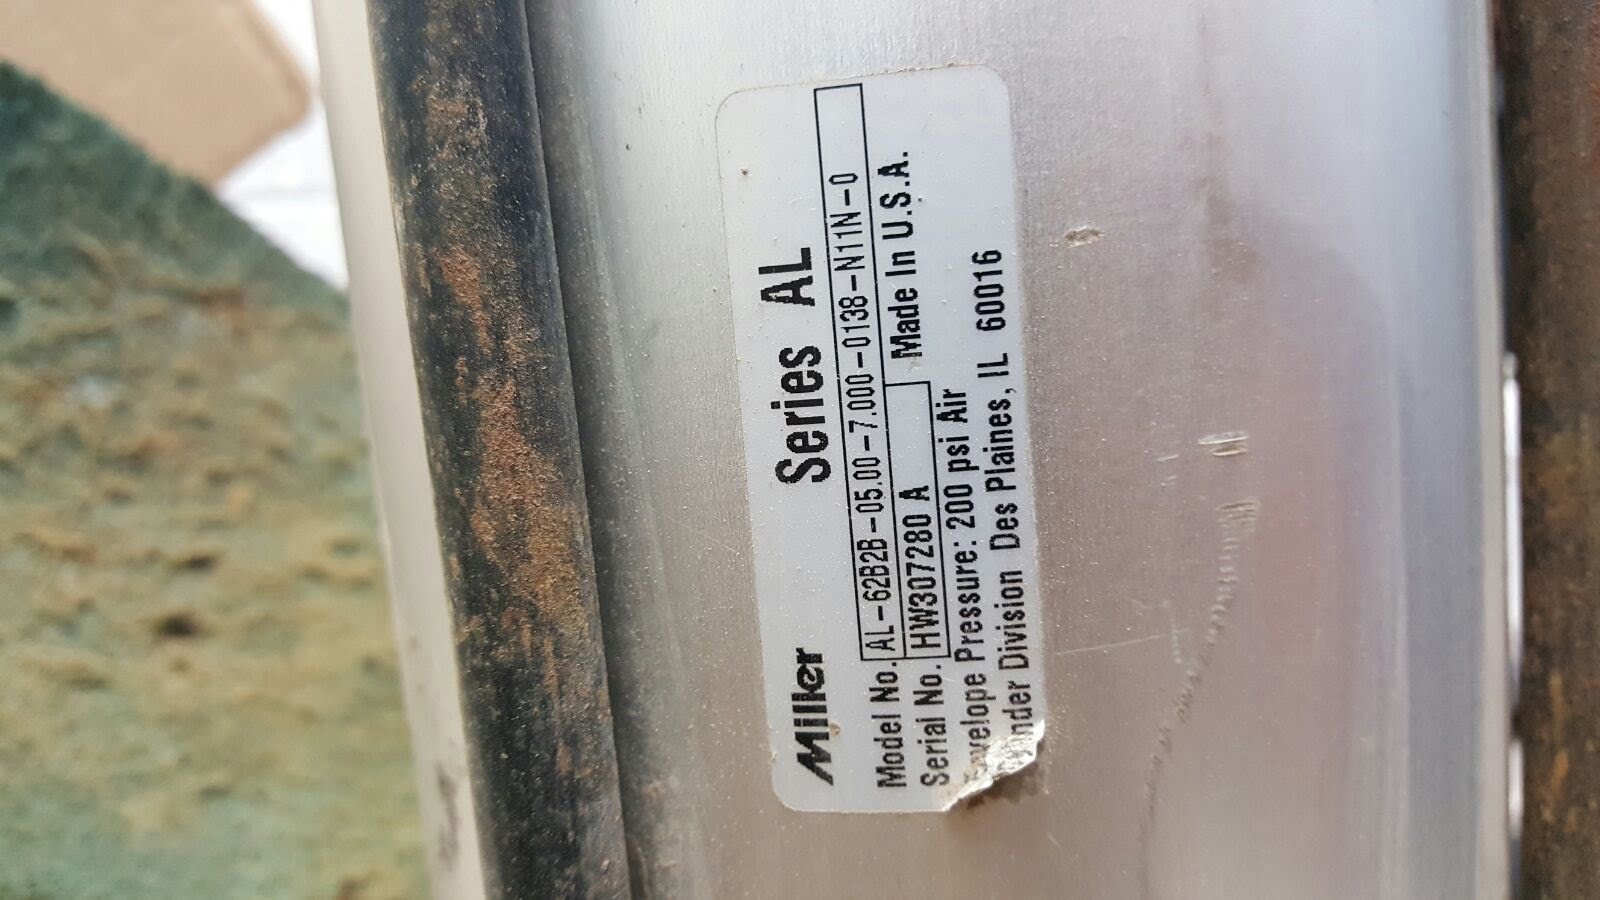 Miller Series AL
Model No. AL-62B2B-05.00-7.000-0138-N11N-0
Serial No. HW307280 A Made In U.S.A.
Pressure: 200 psi Air
Division Des Plaines, IL 60016